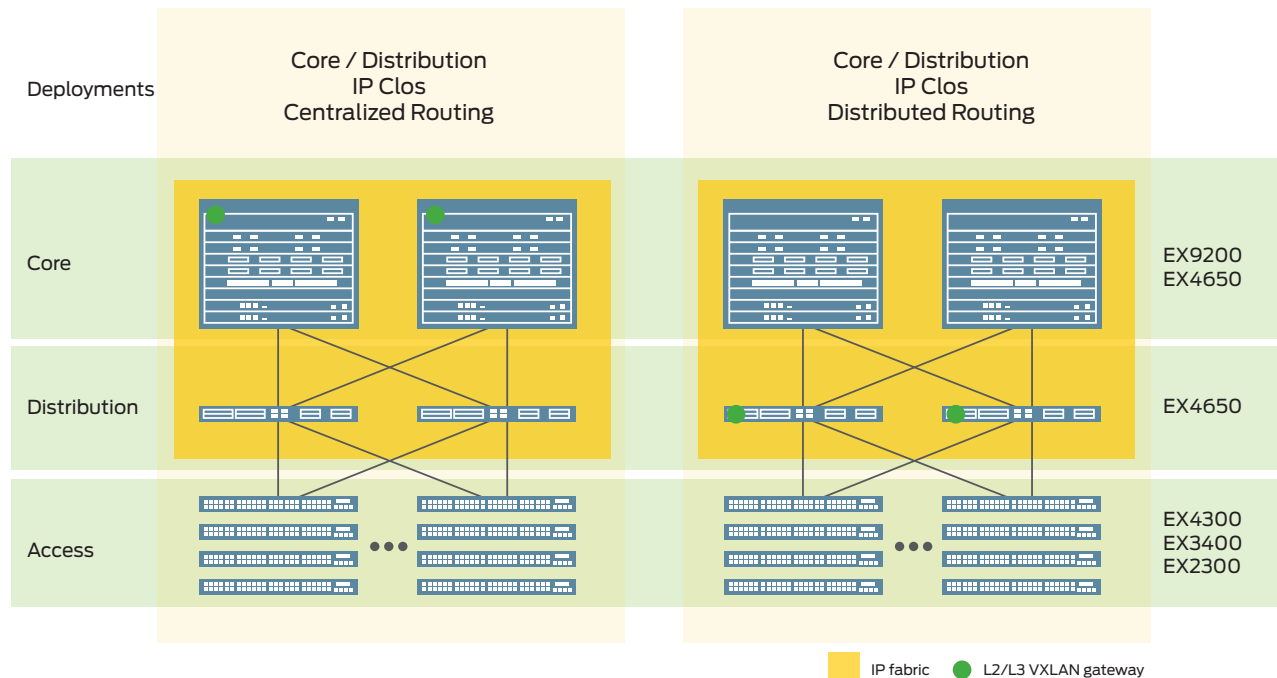 Deployments
Core / Distribution
IP Clos
Centralized Routing
Core / Distribution
IP Clos
Distributed Routing
Core
EX9200
EX4650
Distribution
EX4650
Access
EX4300
EX3400
EX2300
IP fabric
L2/L3 VXLAN gateway